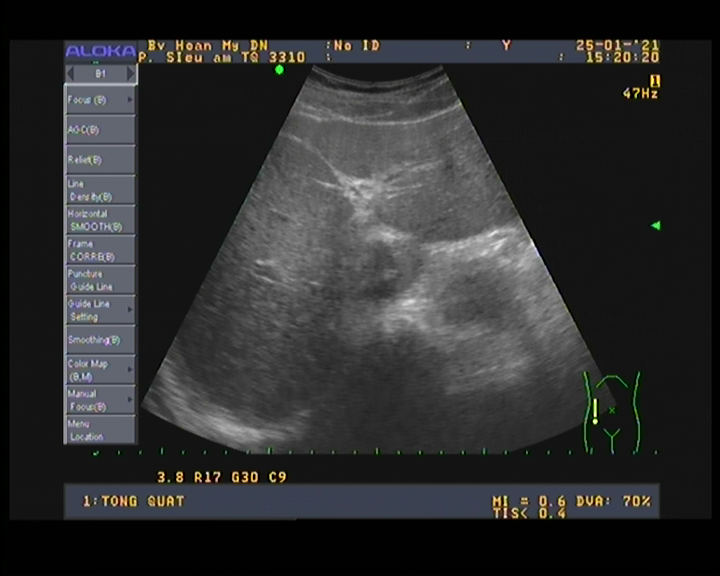 ALOKA
Bv Hoan My DN :No ID : Y 25-01-'21
P. Sieu am TQ 3310 : 15:20:20
B1
1
47Hz
Focus (B)
AGC(B)
Relief(B)
Line
Density(B)
Horizontal
SMOOTH(B)
Frame
CORRE(B)
Puncture
Guide Line
Guide Line
Setting
Smoothing(B)
Color Map
(B,M)
Manual
Focus(B)
Menu
Location
3.8 R17 G30 C9
1:TONG QUAT
MI = 0.6 DVA: 70%
TIS< 0.4